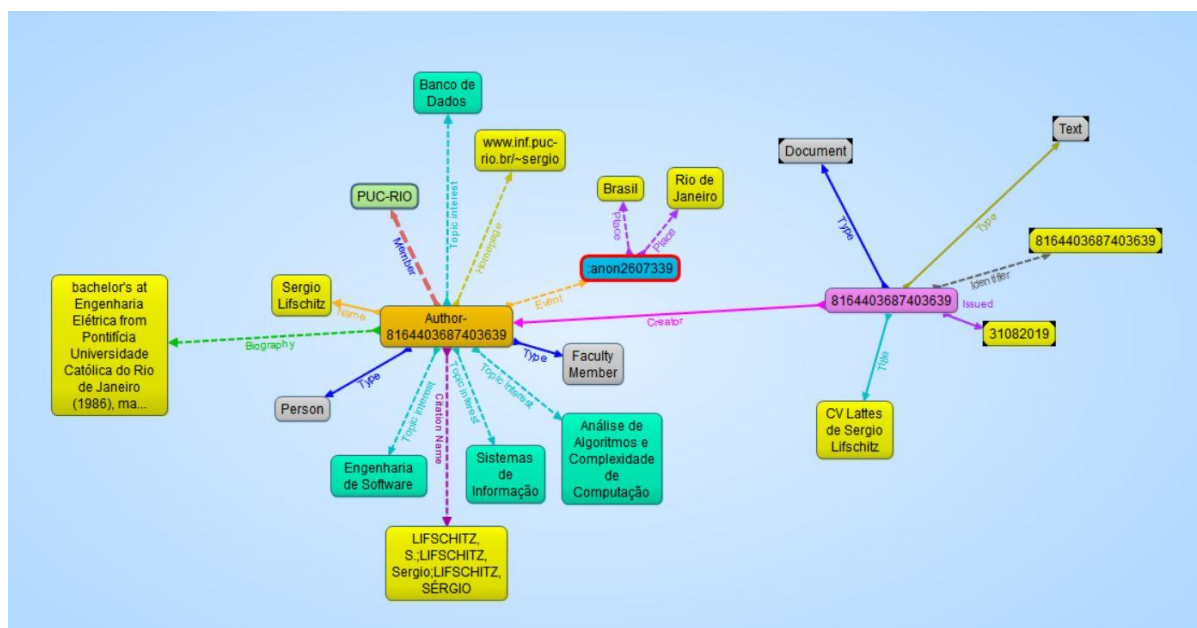 Banco de
Dados
www.inf.puc-
rio.br/~sergio
PUC-RIO
Brasil
Rio de
Janeiro
Document
Text
Member
Topic interest
Homepage
Place
Place
:anon2607339
Type
Type
8164403687403639
Identifier
bachelor's at
Engenharia
Elétrica from
Pontifícia
Universidade
Católica do Rio
de Janeiro
(1986), ma...
Sergio
Lifschitz
Name
Event
Author-
8164403687403639
Creator
8164403687403639
Issued
31082019
Biography
Type
Faculty
Member
Type
Person
Topic interest
Citation Name
Topic interest
Topic interest
Title
CV Lattes
de Sergio
Lifschitz
Engenharia
de Software
Sistemas
de
Informação
Análise de
Algoritmos e
Complexidade
de
Computação
LIFSCHITZ,
S.;LIFSCHITZ,
Sergio;LIFSCHITZ,
SÉRGIO